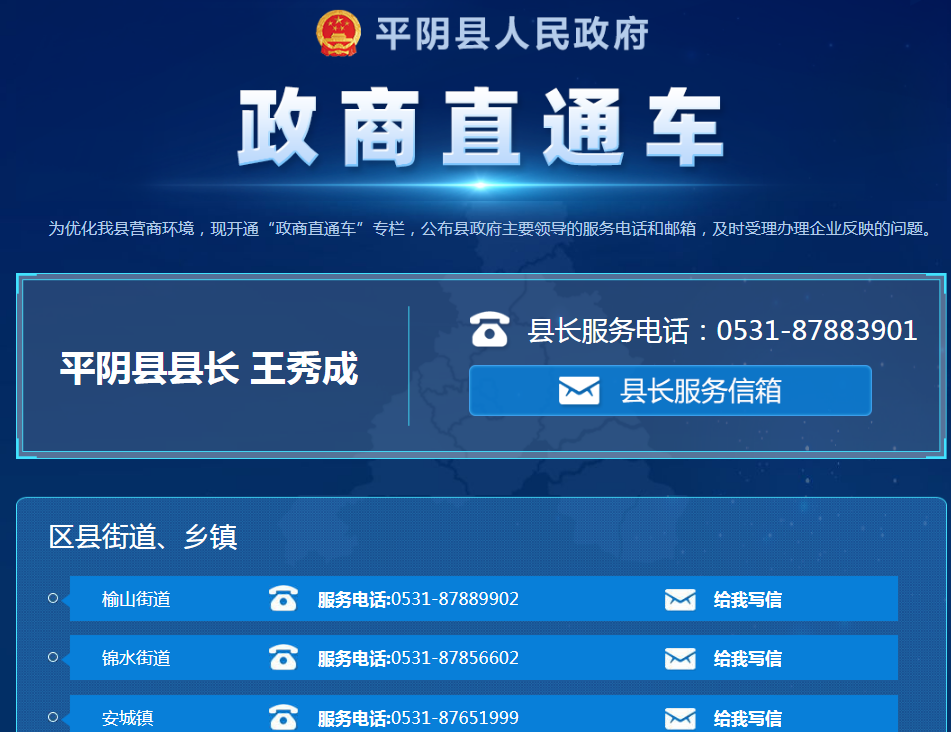 平阴县人民政府
政商直通车
为优化我县营商环境，现开通“政商直通车”专栏，公布县政府主要领导的服务电话和邮箱，及时受理办理企业反映的问题。
平阴县县长 王秀成
县长服务电话：0531-87883901
县长服务信箱
区县街道、乡镇
榆山街道 服务电话:0531-87889902 给我写信
锦水街道 服务电话:0531-87856602 给我写信
安城镇 服务电话:0531-87651999 给我写信